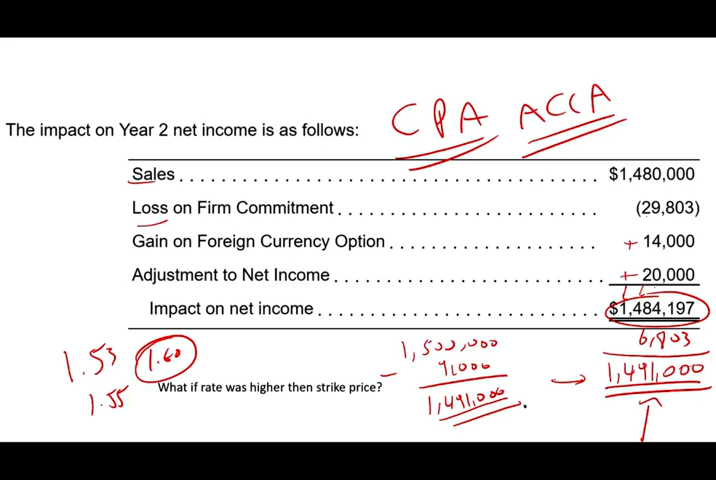 CPA ACCA
The impact on Year 2 net income is as follows:
Sales . . . . . . . . . . . . . . . . . . . . . . . . . . . . . . . . . . . . . . . . $1,480,000
Loss on Firm Commitment . . . . . . . . . . . . . . . . . . . . . . . . (29,803)
Gain on Foreign Currency Option . . . . . . . . . . . . . . . . . . . + 14,000
Adjustment to Net Income . . . . . . . . . . . . . . . . . . . . . . . . + 20,000
Impact on net income . . . . . . . . . . . . . . . . . . . . . . . . . . $1,484,197
6,803
1.53 1.60 1,500,000
1.55 What if rate was higher then strike price? - 9,000 → 1,491,000
1,491,000